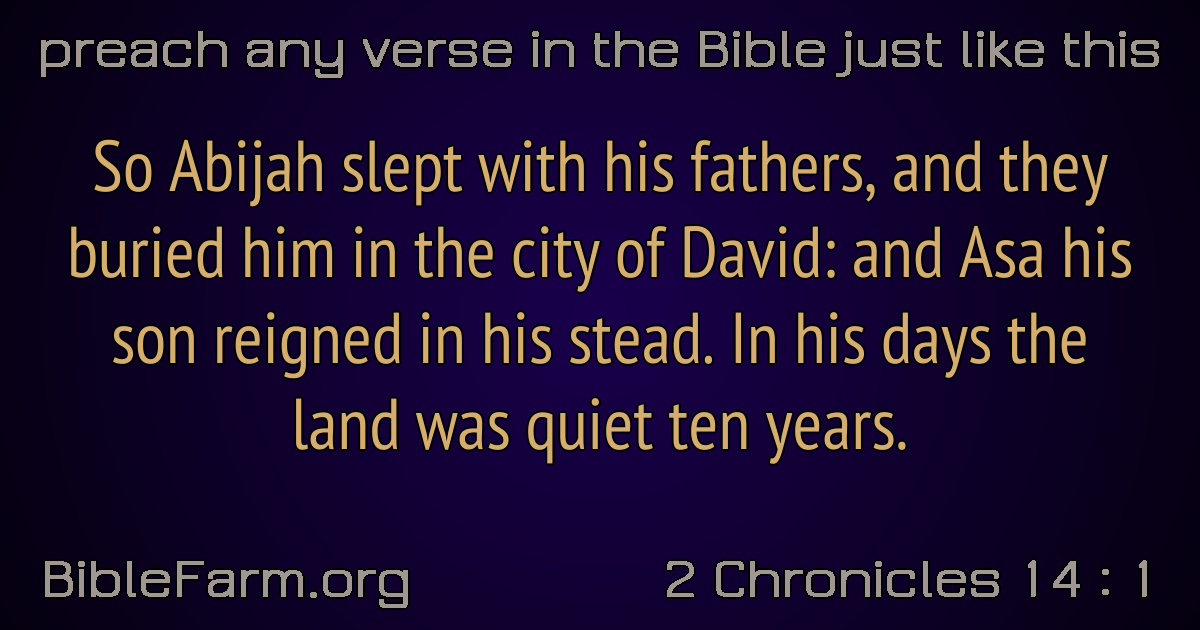 preach any verse in the Bible just like this
So Abijah slept with his fathers, and they
buried him in the city of David: and Asa his
son reigned in his stead. In his days the
land was quiet ten years.
BibleFarm.org
2 Chronicles 14 : 1